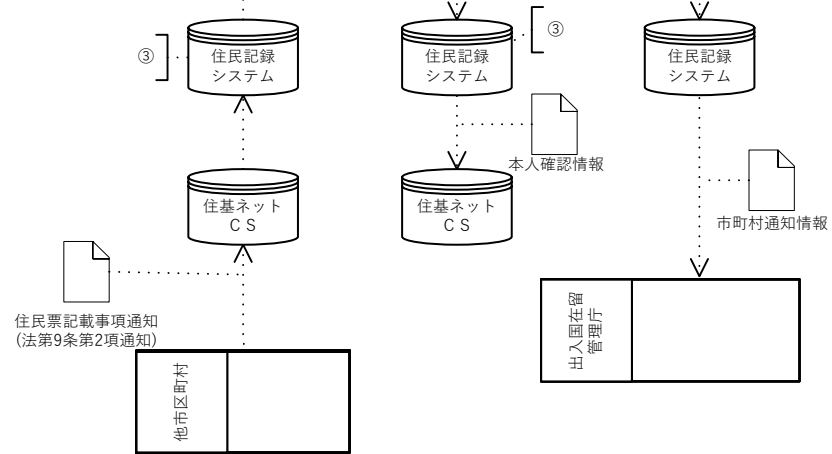 ③
住民記録
システム
住民記録
システム
③
住民記録
システム
本人確認情報
住基ネット
ＣＳ
住基ネット
ＣＳ
市町村通知情報
住民票記載事項通知
(法第9条第2項通知)
他市区町村
出入国在留
管理庁